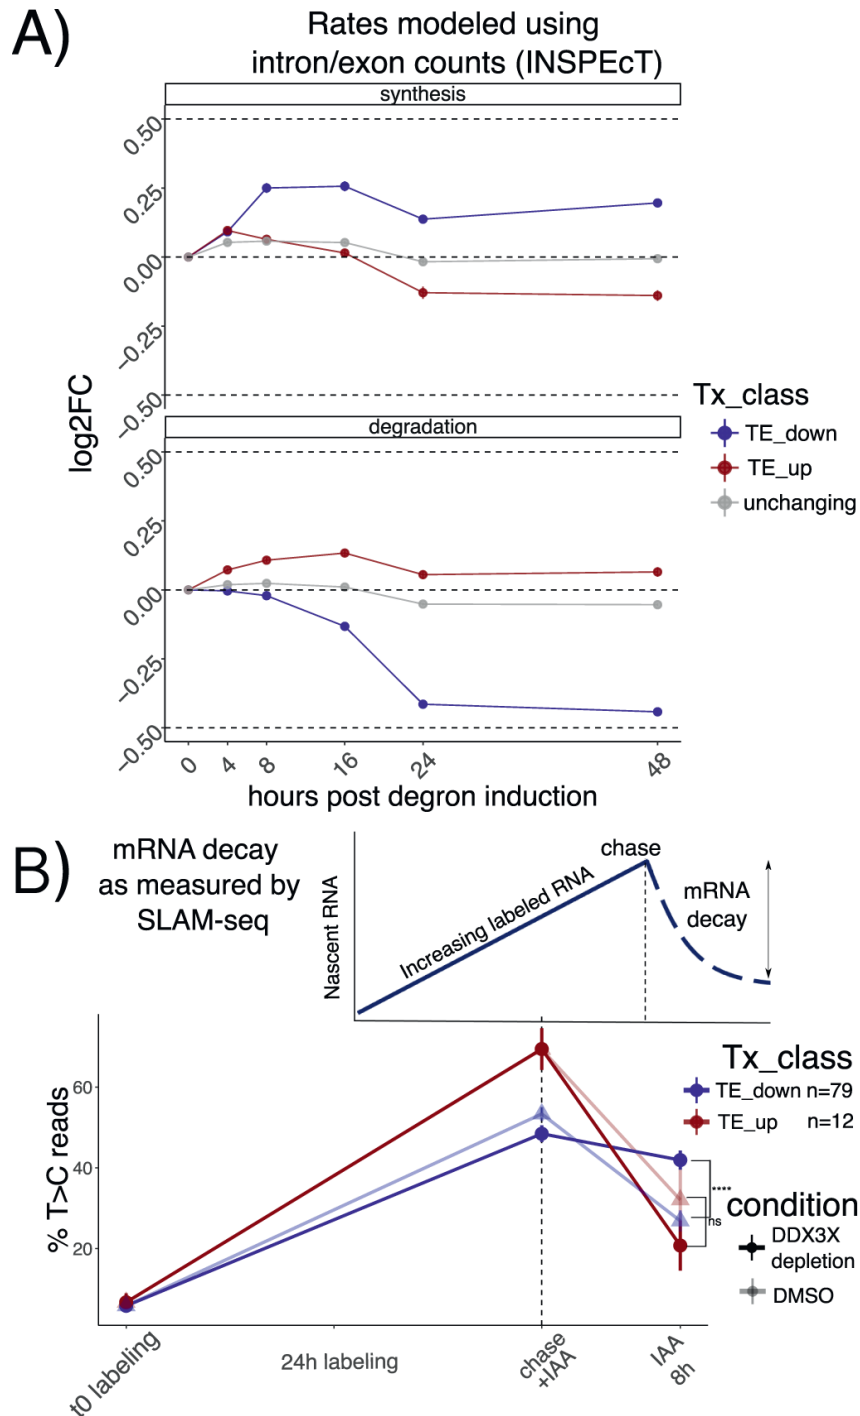 A)
Rates modeled using
intron/exon counts (INSPEcT)
synthesis
0.50
0.25
0.00
−0.25
−0.50
log2FC
degradation
0.50
0.25
0.00
−0.25
−0.50
0 4 8 16 24 48
hours post degron induction
Tx_class
TE_down
TE_up
unchanging
B)
mRNA decay
as measured by
SLAM-seq
Nascent RNA
Increasing labeled RNA
chase
mRNA
decay
% T>C reads
60
40
20
t0 labeling
24h labeling
chase
+IAA
IAA
8h
****
ns
Tx_class
TE_down n=79
TE_up n=12
condition
DDX3X
depletion
DMSO